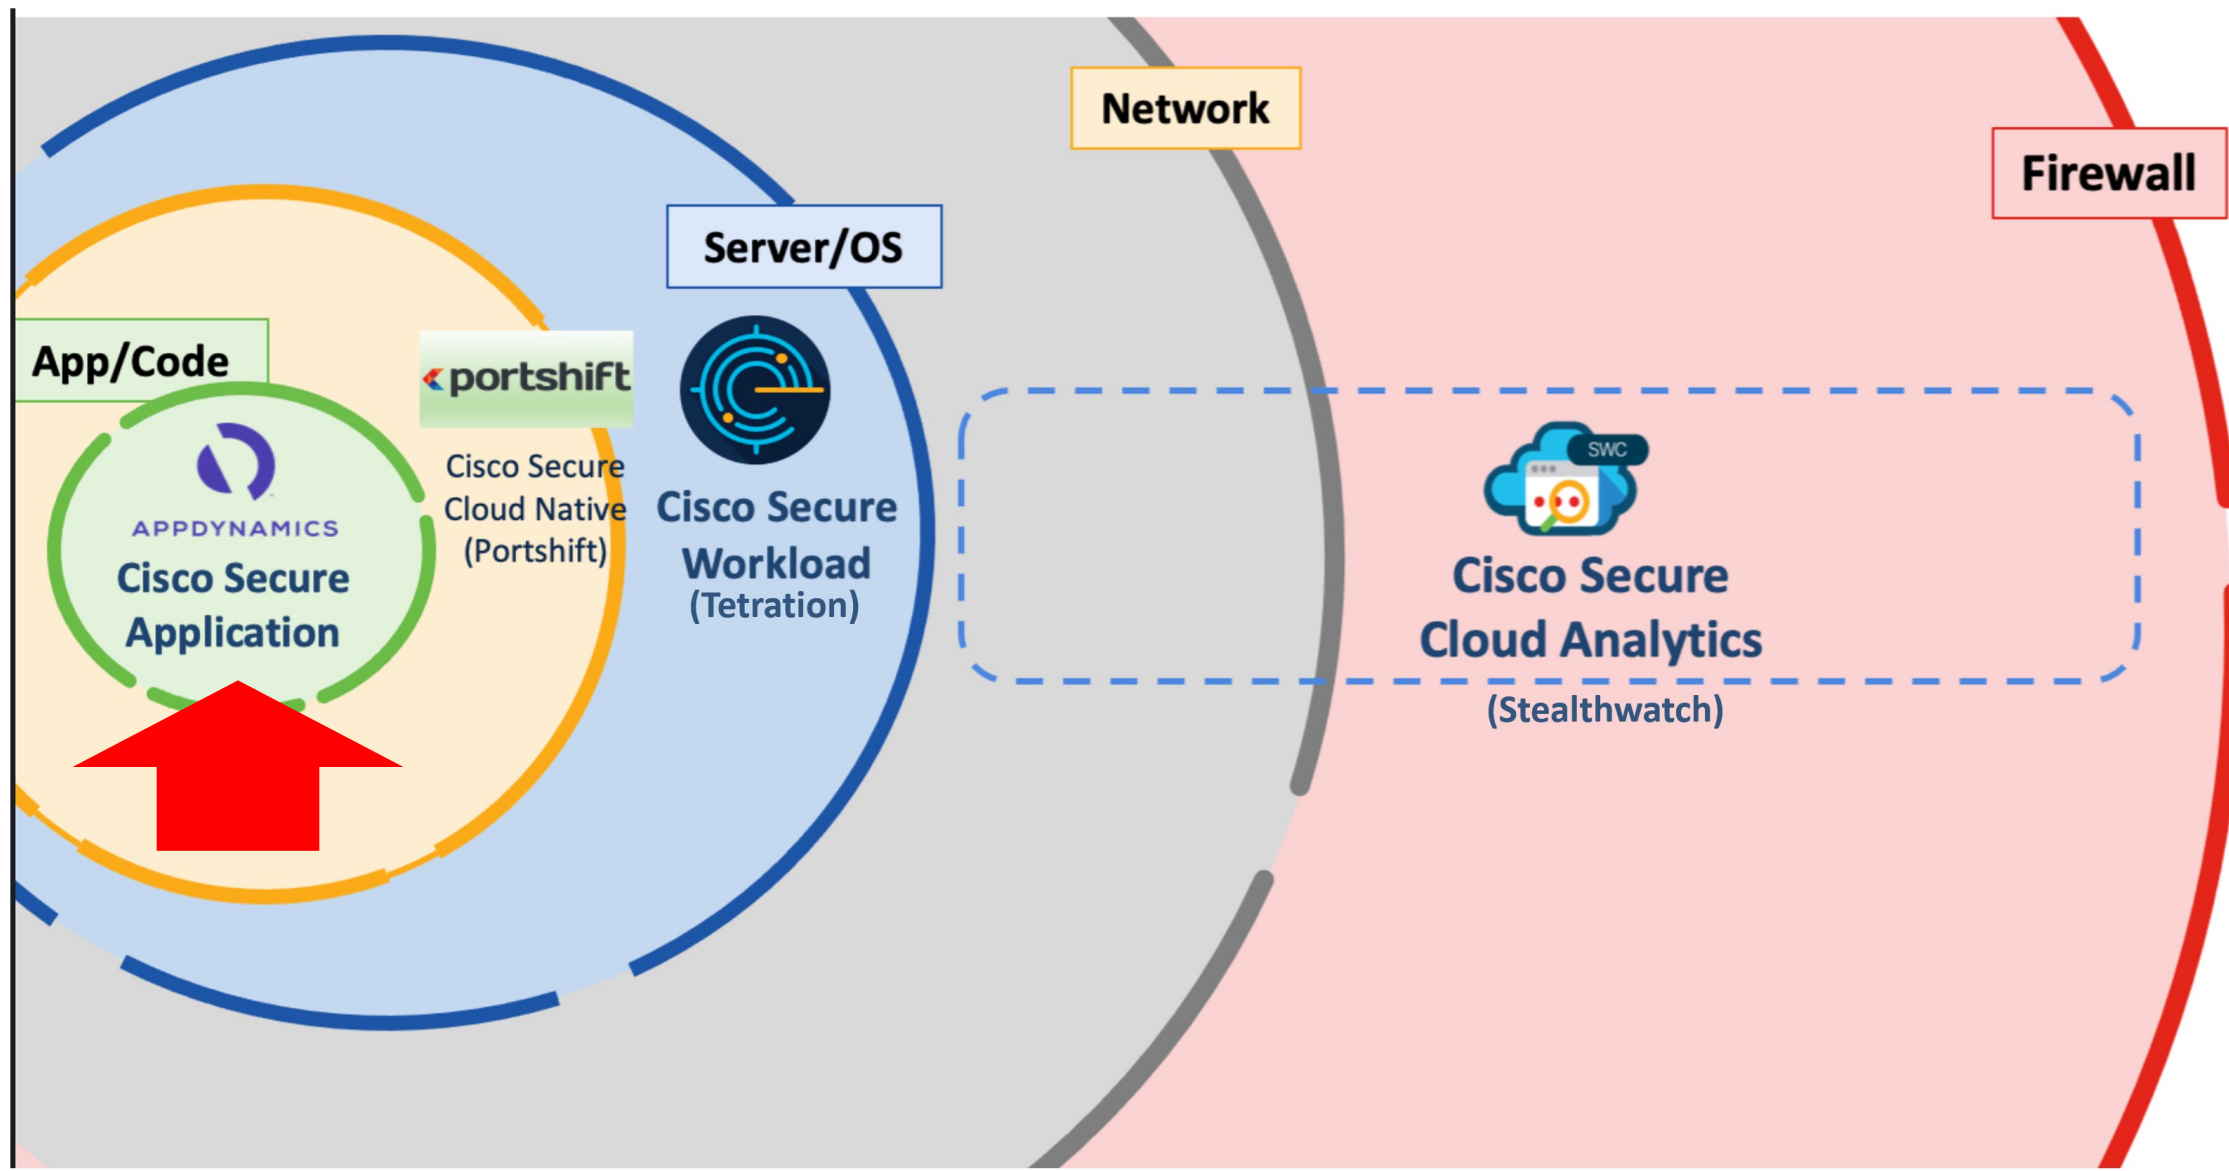 Network
Firewall
Server/OS
App/Code
portshift
Cisco Secure
Cloud Native
(Portshift)
APPDYNAMICS
Cisco Secure
Application
Cisco Secure
Workload
(Tetration)
SWC
Cisco Secure
Cloud Analytics
(Stealthwatch)